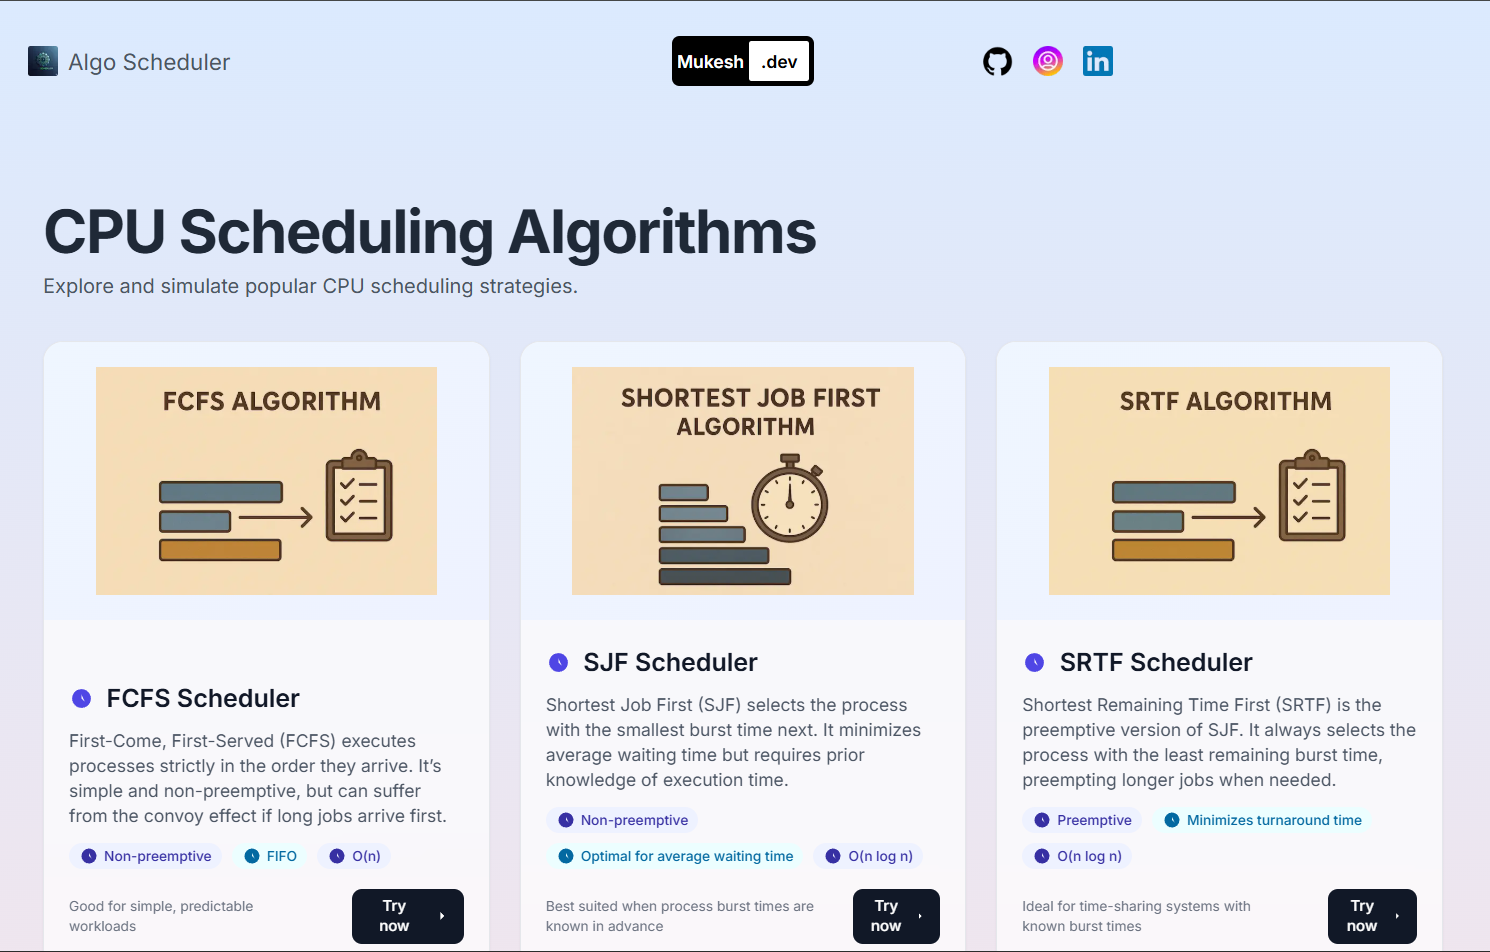 Algo Scheduler
Mukesh .dev
in
CPU Scheduling Algorithms
Explore and simulate popular CPU scheduling strategies.
FCFS ALGORITHM
FCFS Scheduler
First-Come, First-Served (FCFS) executes
processes strictly in the order they arrive. It’s
simple and non-preemptive, but can suffer
from the convoy effect if long jobs arrive first.
Non-preemptive
FIFO
O(n)
Good for simple, predictable
workloads
Try
now
SHORTEST JOB FIRST
ALGORITHM
SJF Scheduler
Shortest Job First (SJF) selects the process
with the smallest burst time next. It minimizes
average waiting time but requires prior
knowledge of execution time.
Non-preemptive
Optimal for average waiting time
O(n log n)
Best suited when process burst times are
known in advance
Try
now
SRTF ALGORITHM
SRTF Scheduler
Shortest Remaining Time First (SRTF) is the
preemptive version of SJF. It always selects the
process with the least remaining burst time,
preempting longer jobs when needed.
Preemptive
Minimizes turnaround time
O(n log n)
Ideal for time-sharing systems with
known burst times
Try
now